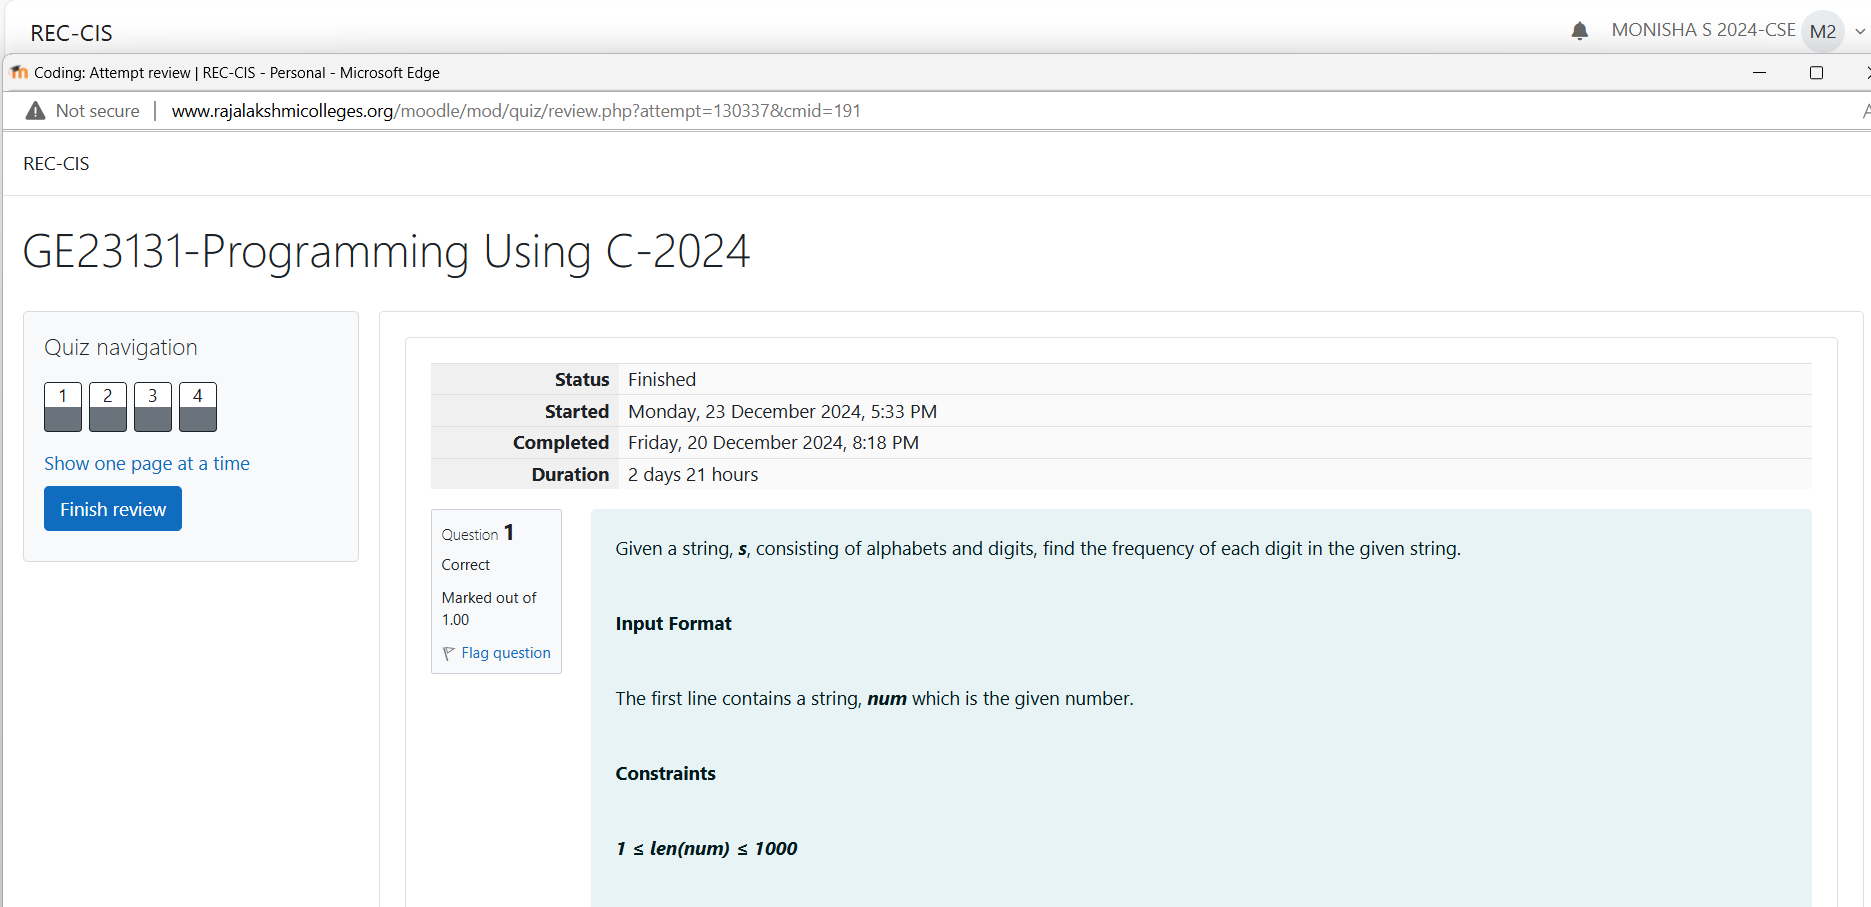 REC-CIS
MONISHA S 2024-CSE M2
Coding: Attempt review | REC-CIS - Personal - Microsoft Edge
Not secure | www.rajalakshmicolleges.org/moodle/mod/quiz/review.php?attempt=130337&cmid=191
REC-CIS
GE23131-Programming Using C-2024
Quiz navigation
1 2 3 4
Show one page at a time
Finish review
Status Finished
Started Monday, 23 December 2024, 5:33 PM
Completed Friday, 20 December 2024, 8:18 PM
Duration 2 days 21 hours
Question 1
Correct
Marked out of
1.00
Flag question
Given a string, s, consisting of alphabets and digits, find the frequency of each digit in the given string.
Input Format
The first line contains a string, num which is the given number.
Constraints
1 ≤ len(num) ≤ 1000